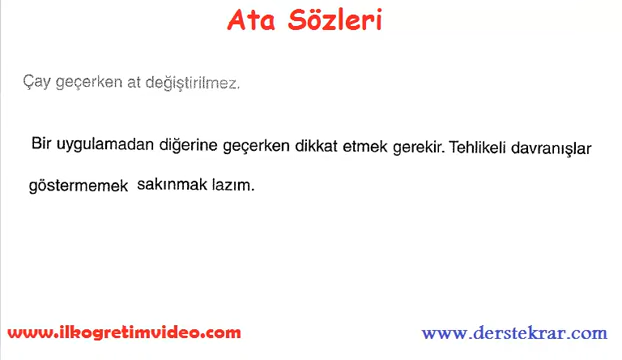 Ata Sözleri
Çay geçerken at değiştirilmez.
Bir uygulamadan diğerine geçerken dikkat etmek gerekir. Tehlikeli davranışlar
göstermemek sakınmak lazım.
www.ilkogretimvideo.com www.derstekrar.com